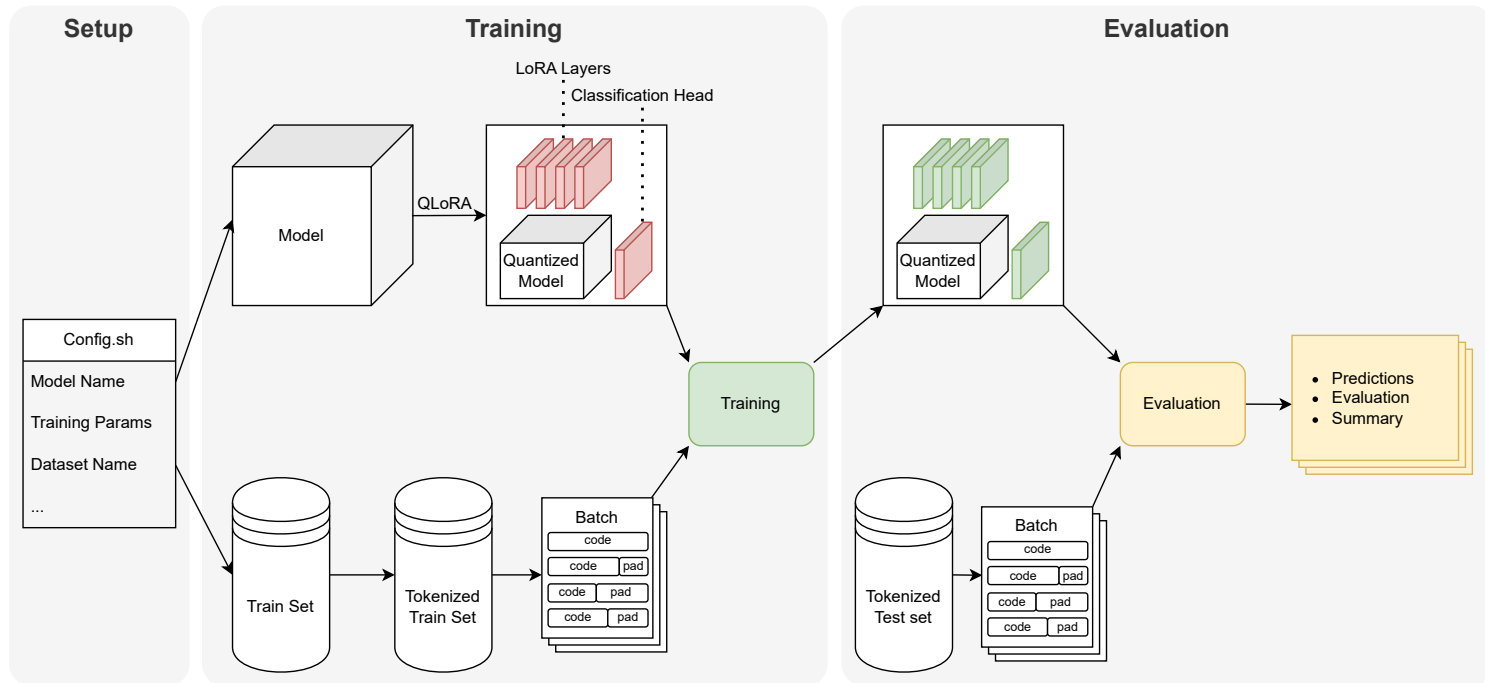 Setup
Config.sh
Model Name
Training Params
Dataset Name
...
Training
LoRA Layers
Classification Head
Model
QLoRA
Quantized
Model
Training
Train Set
Tokenized
Train Set
Batch
code
code pad
code pad
code pad
Evaluation
Quantized
Model
Evaluation
• Predictions
• Evaluation
• Summary
Tokenized
Test set
Batch
code
code pad
code pad
code pad